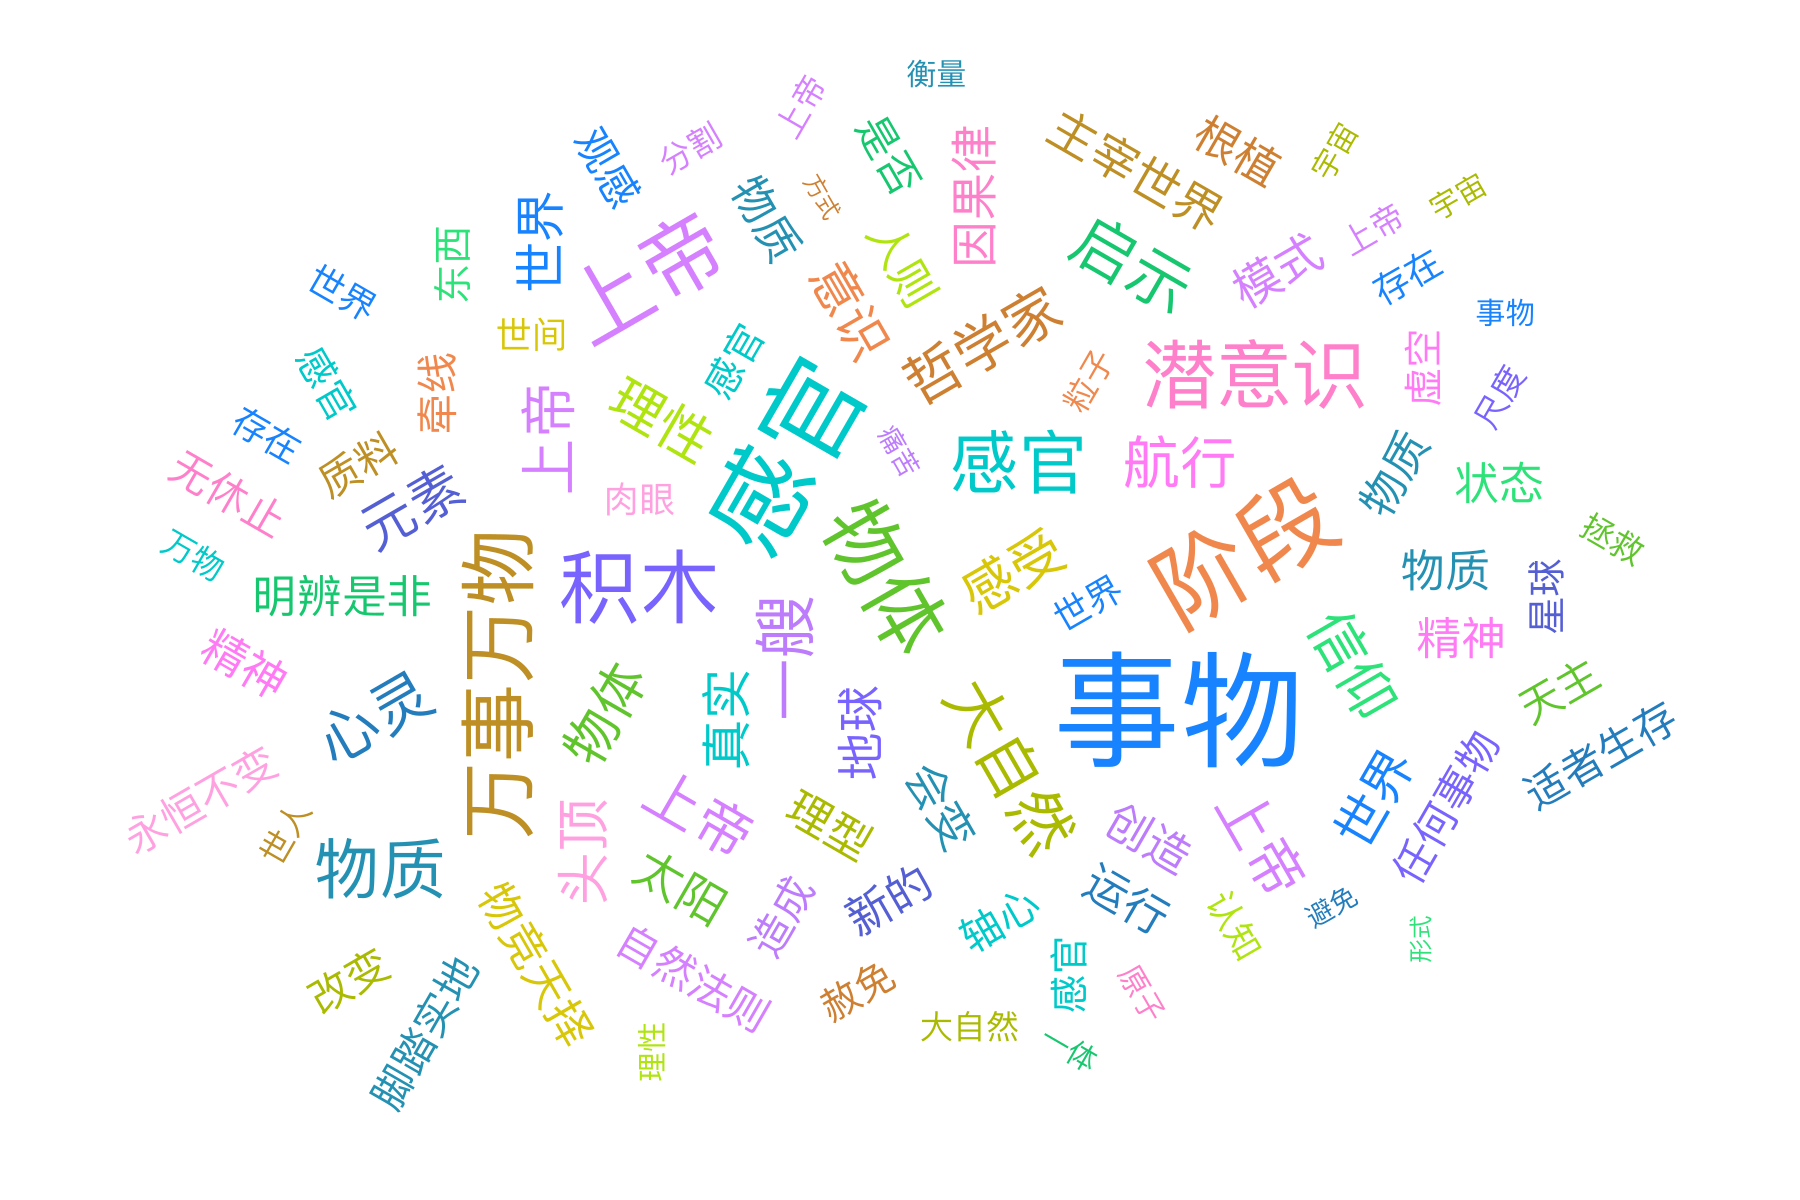 衡量
上帝
分割
观感
是否
因果律
主宰世界
根植
宇宙
宇宙
方式
物质
世界
东西
上帝
人则
启示
模式
上帝
存在
世界
世间
意识
哲学家
事物
感官
牵线
上帝
理性
感官
感官
粒子
潜意识
虚空
尺度
存在
质料
无休止
元素
肉眼
痛苦
感官
航行
物质
状态
万物
明辨是非
万事万物
积木
物体
感受
世界
阶段
物质
拯救
星球
精神
心灵
物体
真实
一艘
地球
大自然
事物
信仰
精神
天主
适者生存
永恒不变
世人
物质
头顶
上帝
太阳
理型
会变
创造
上帝
世界
任何事物
改变
脚踏实地
物竞天择
自然法则
造成
新的
轴心
运行
认知
避免
形式
理性
赦免
大自然
感官
一体
原子